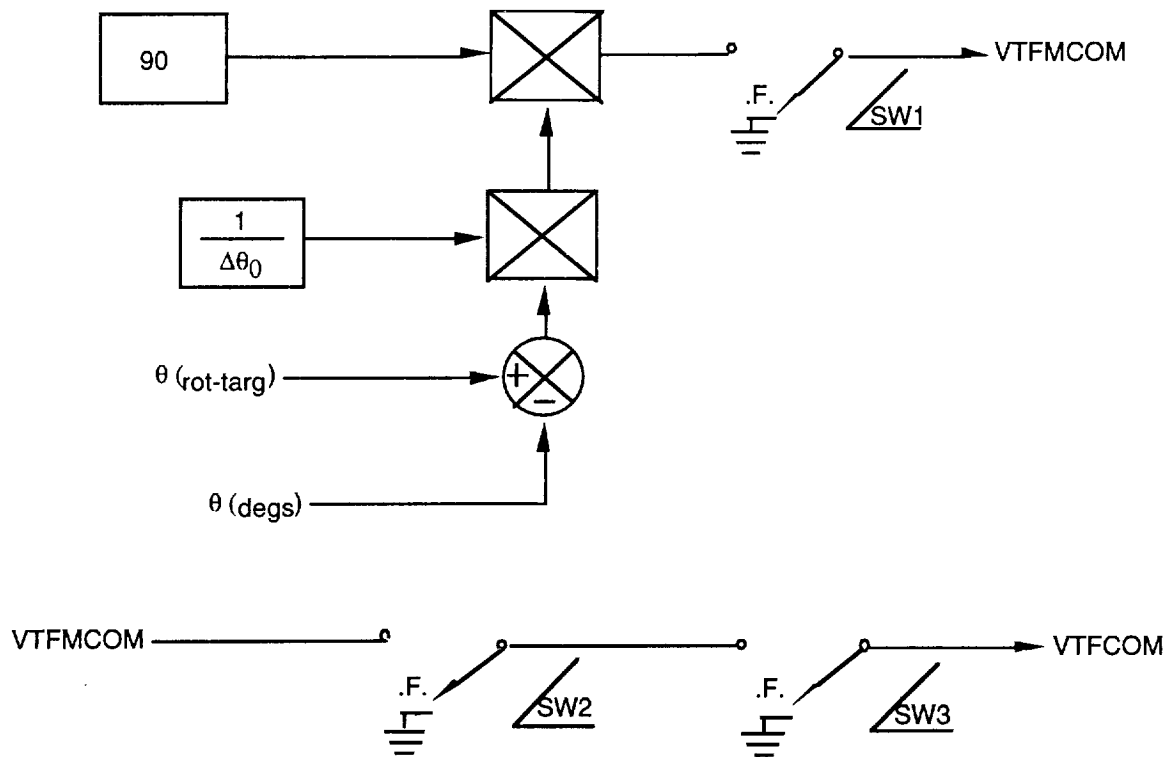 90
VTFMCOM
.F.
SW1
1
Δθ0
+
θ (rot-targ)
−
θ (degs)
VTFMCOM
VTFCOM
.F.
SW2
.F.
SW3